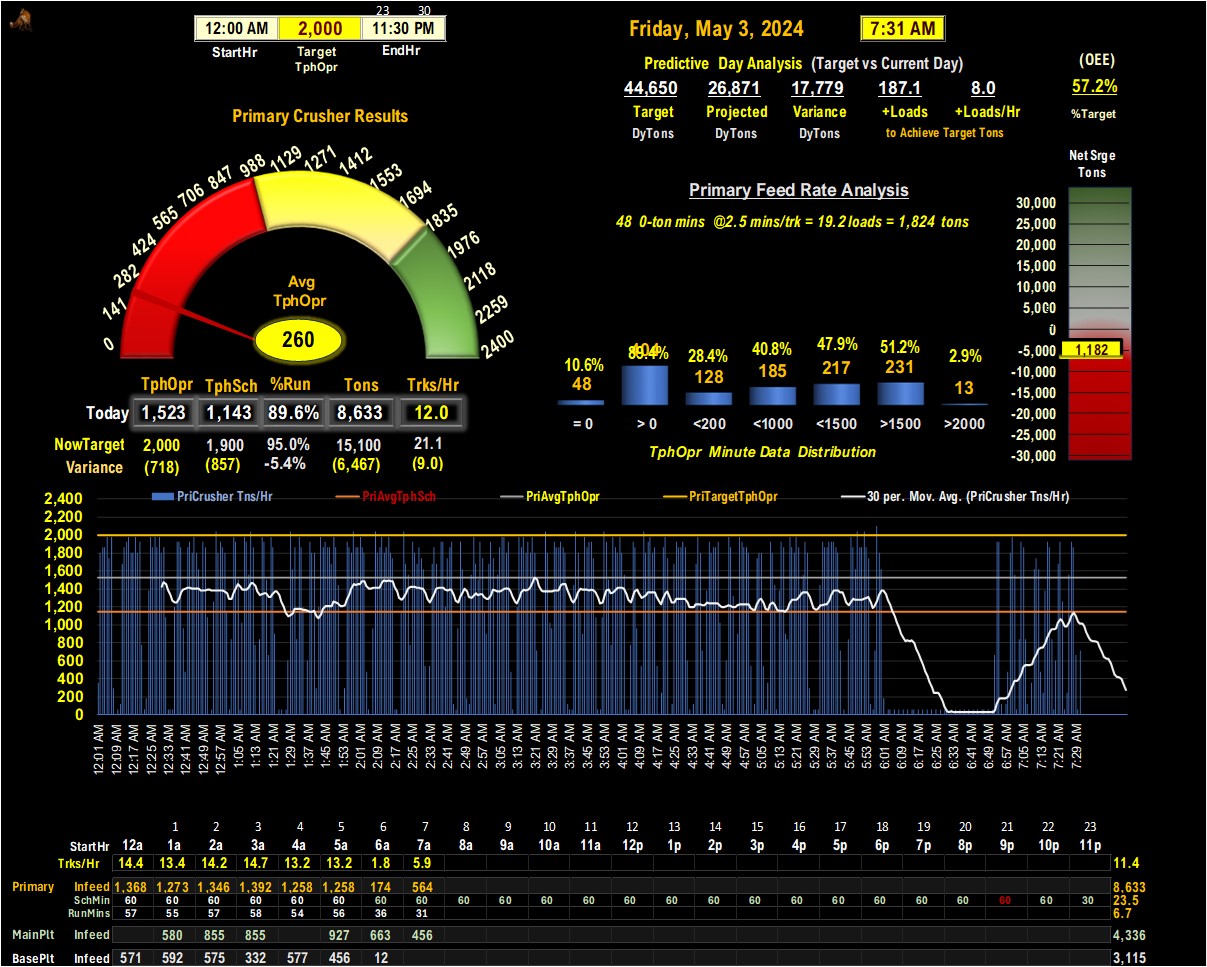 23 30
12:00 AM 2,000 11:30 PM
StartHr Target EndHr
TphOpr
Friday, May 3, 2024 7:31 AM
Predictive Day Analysis (Target vs Current Day)
44,650 26,871 17,779 187.1 8.0
Target Projected Variance +Loads +Loads/Hr
DyTons DyTons DyTons to Achieve Target Tons
(OEE)
57.2%
%Target
Primary Crusher Results
0 141 282 424 565 706 847 988 1129 1271 1412 1553 1694 1835 1976 2118 2259 2400
Avg
TphOpr
260
TphOpr TphSch %Run Tons Trks/Hr
Today 1,523 1,143 89.6% 8,633 12.0
NowTarget 2,000 1,900 95.0% 15,100 21.1
Variance (718) (857) -5.4% (6,467) (9.0)
Primary Feed Rate Analysis
48 0-ton mins @2.5 mins/trk = 19.2 loads = 1,824 tons
10.6% 89.4% 28.4% 40.8% 47.9% 51.2% 2.9%
48 404 128 185 217 231 13
= 0 > 0 <200 <1000 <1500 >1500 >2000
TphOpr Minute Data Distribution
Net Srge
Tons
30,000
25,000
20,000
15,000
10,000
5,000
0
-5,000
-10,000
-15,000
-20,000
-25,000
-30,000
1,182
PriCrusher Tns/Hr PriAvgTphSch PriAvgTphOpr PriTargetTphOpr 30 per. Mov. Avg. (PriCrusher Tns/Hr)
2,400
2,200
2,000
1,800
1,600
1,400
1,200
1,000
800
600
400
200
0
12:01 AM 12:09 AM 12:17 AM 12:25 AM 12:33 AM 12:41 AM 12:49 AM 12:57 AM 1:05 AM 1:13 AM 1:21 AM 1:29 AM 1:37 AM 1:45 AM 1:53 AM 2:01 AM 2:09 AM 2:17 AM 2:25 AM 2:33 AM 2:41 AM 2:49 AM 2:57 AM 3:05 AM 3:13 AM 3:21 AM 3:29 AM 3:37 AM 3:45 AM 3:53 AM 4:01 AM 4:09 AM 4:17 AM 4:25 AM 4:33 AM 4:41 AM 4:49 AM 4:57 AM 5:05 AM 5:13 AM 5:21 AM 5:29 AM 5:37 AM 5:45 AM 5:53 AM 6:01 AM 6:09 AM 6:17 AM 6:25 AM 6:33 AM 6:41 AM 6:49 AM 6:57 AM 7:05 AM 7:13 AM 7:21 AM 7:29 AM
1 2 3 4 5 6 7 8 9 10 11 12 13 14 15 16 17 18 19 20 21 22 23
StartHr 12a 1a 2a 3a 4a 5a 6a 7a 8a 9a 10a 11a 12p 1p 2p 3p 4p 5p 6p 7p 8p 9p 10p 11p
Trks/Hr 14.4 13.4 14.2 14.7 13.2 13.2 1.8 5.9 11.4
Primary Infeed 1,368 1,273 1,346 1,392 1,258 1,258 174 564 8,633
SchMin 60 60 60 60 60 60 60 60 60 60 60 60 60 60 60 60 60 60 60 60 60 60 60 30 23.5
RunMins 57 55 57 58 54 56 36 31 6.7
MainPlt Infeed 580 855 855 927 663 456 4,336
BasePlt Infeed 571 592 575 332 577 456 12 3,115